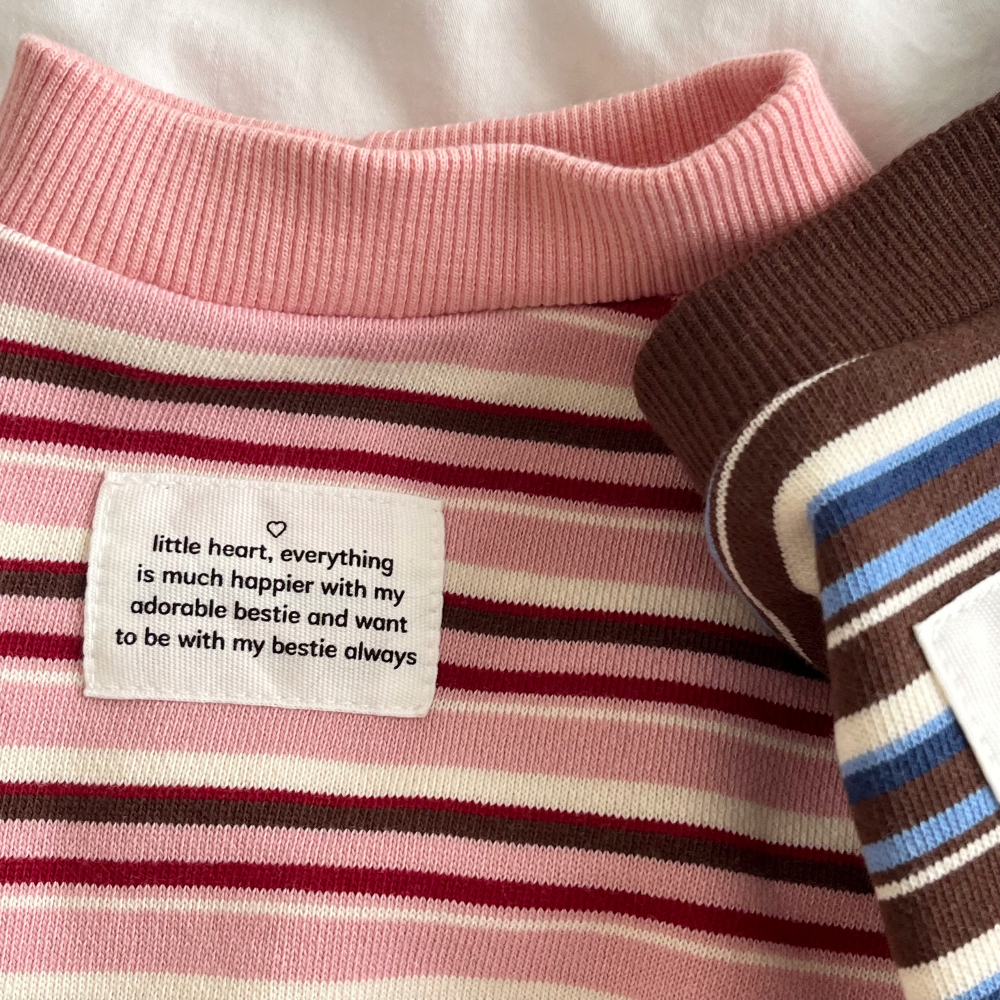 little heart, everything
is much happier with my
adorable bestie and want
to be with my bestie always